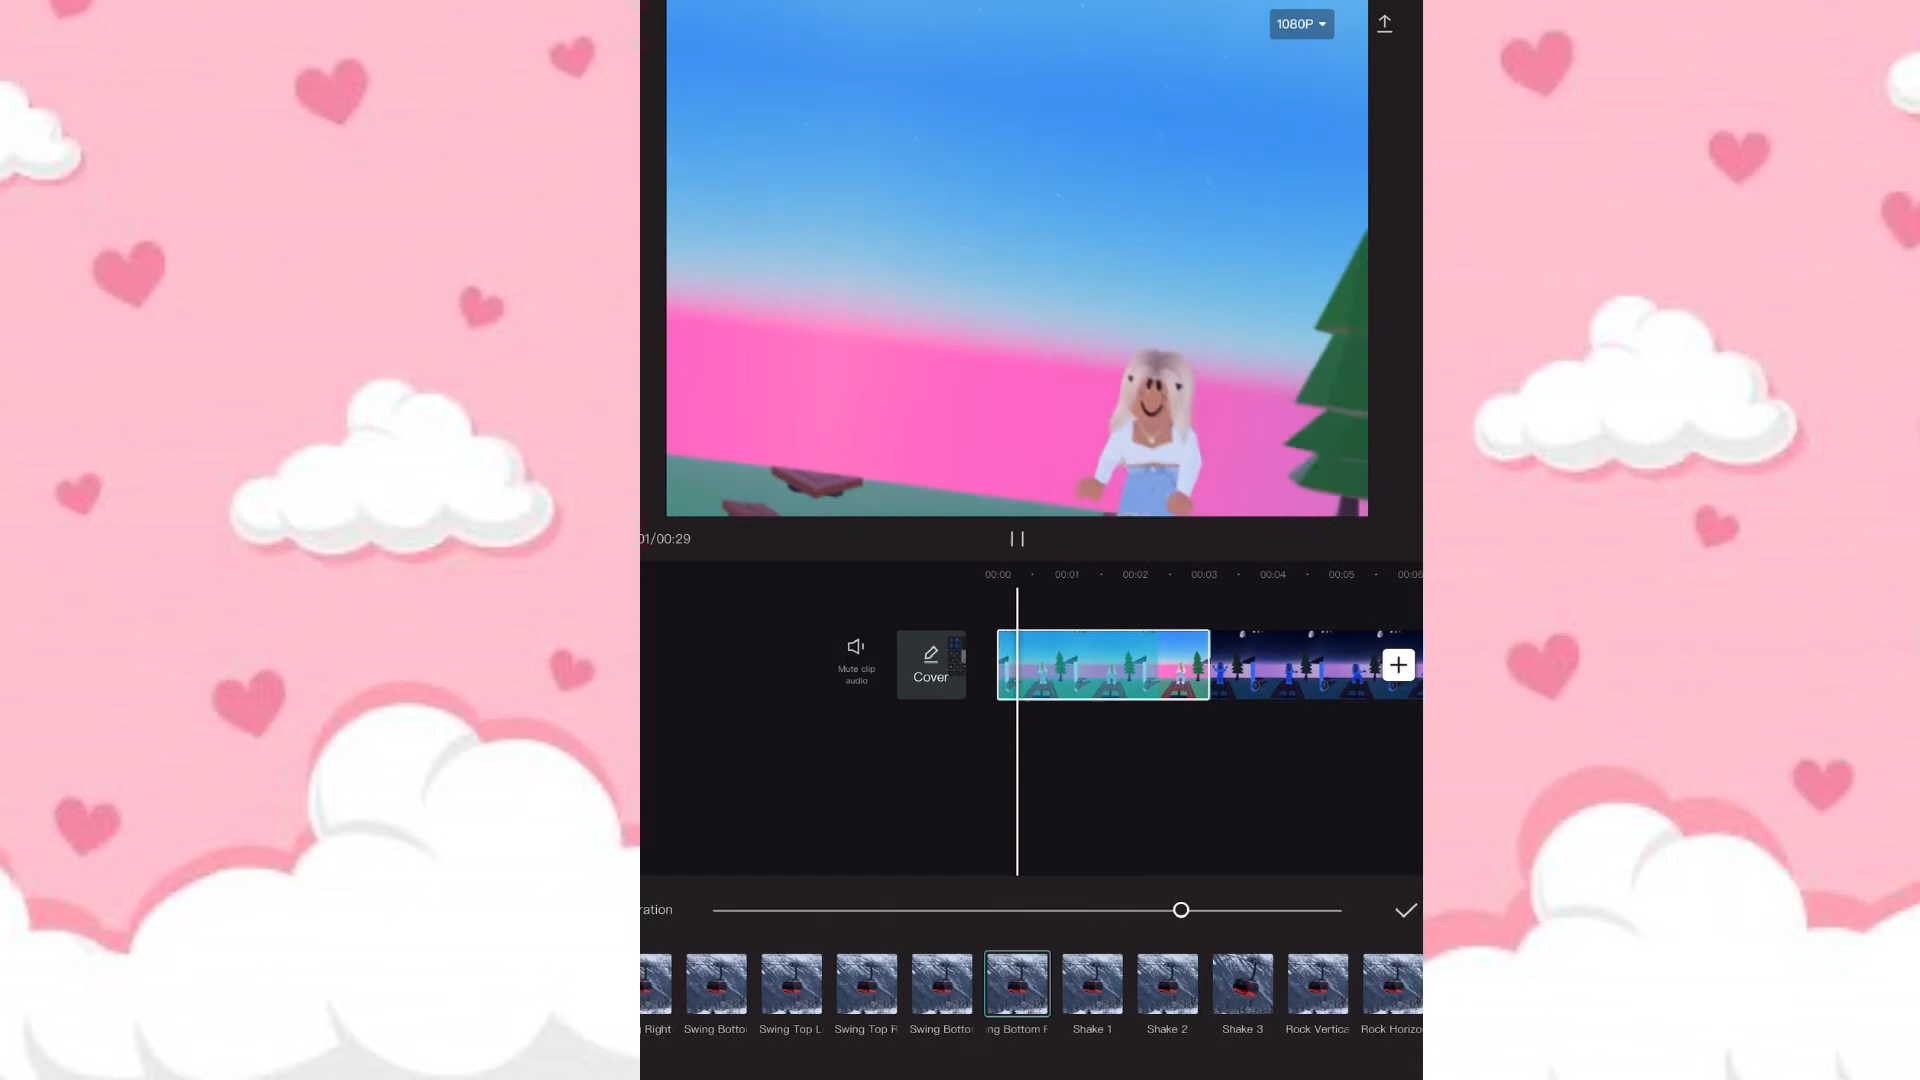 1080P
01/00:29
00:00 00:01 00:02 00:03 00:04 00:05 00:06
Mute clip
audio
Cover
ration
Right Swing Botto Swing Top L Swing Top R Swing Botto ng Bottom R Shake 1 Shake 2 Shake 3 Rock Vertica Rock Horizo